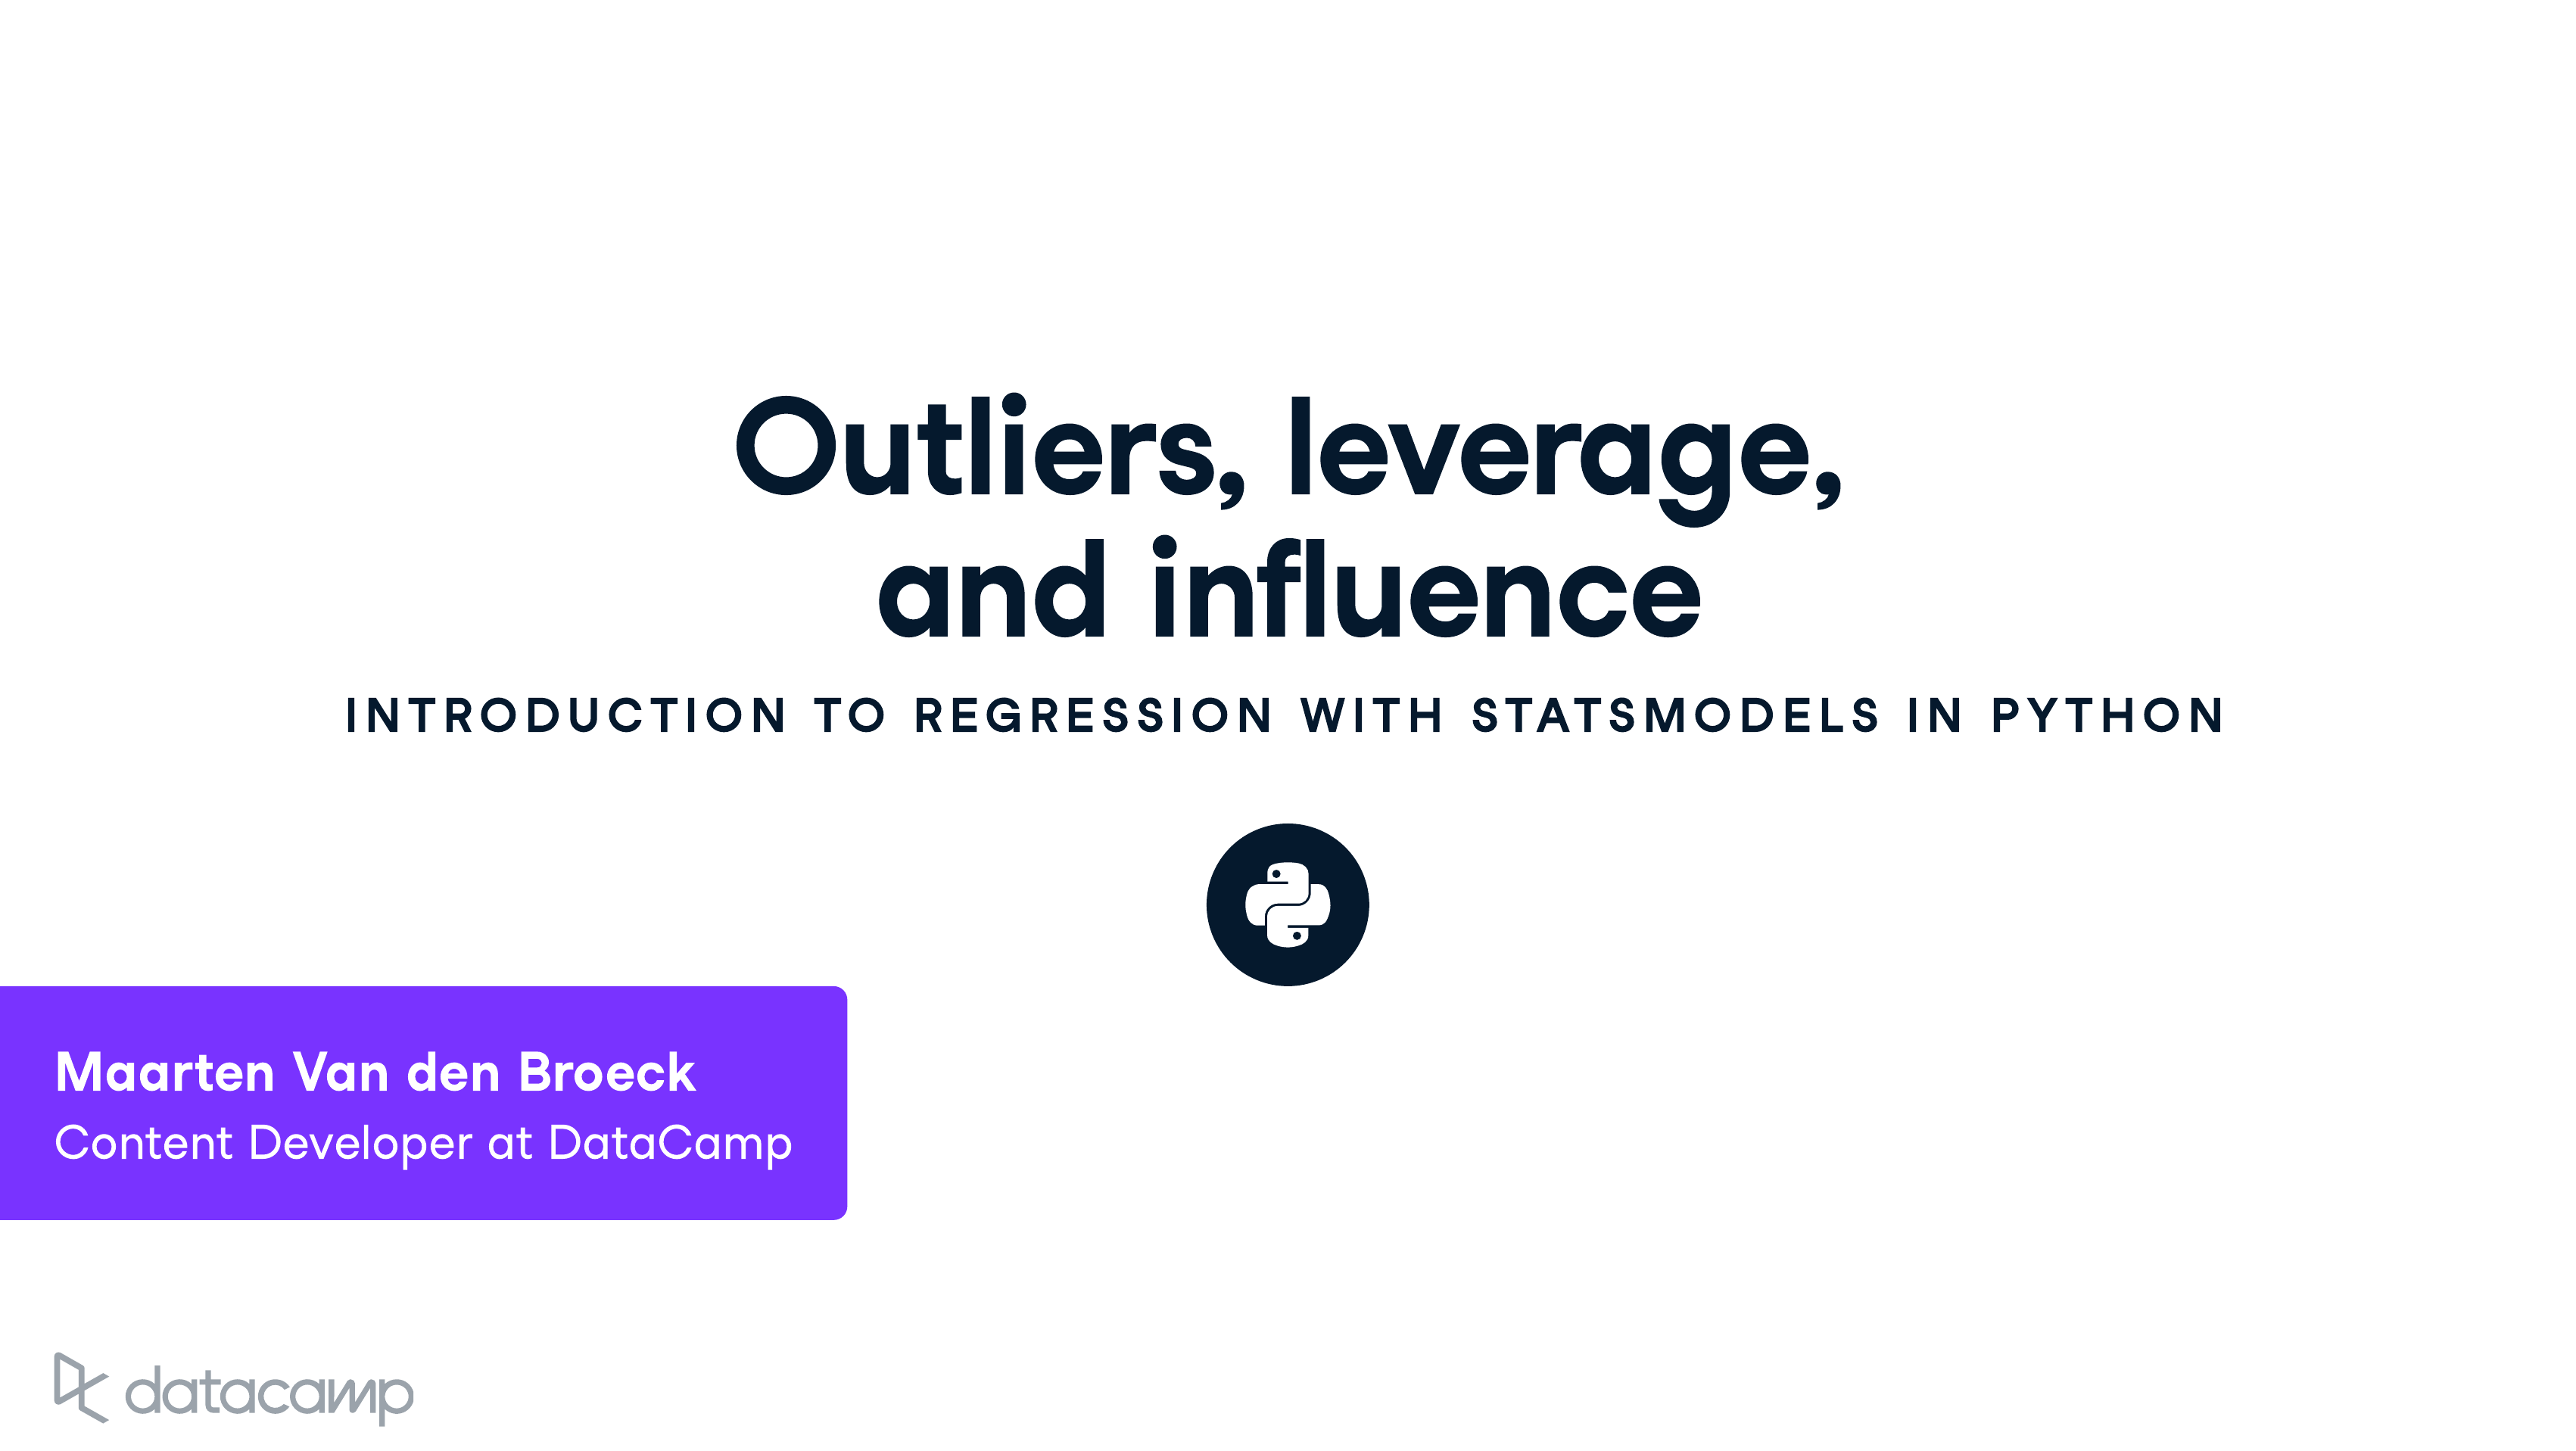 Outliers, leverage,
and influence
INTRODUCTION TO REGRESSION WITH STATSMODELS IN PYTHON
Maarten Van den Broeck
Content Developer at DataCamp
datacamp